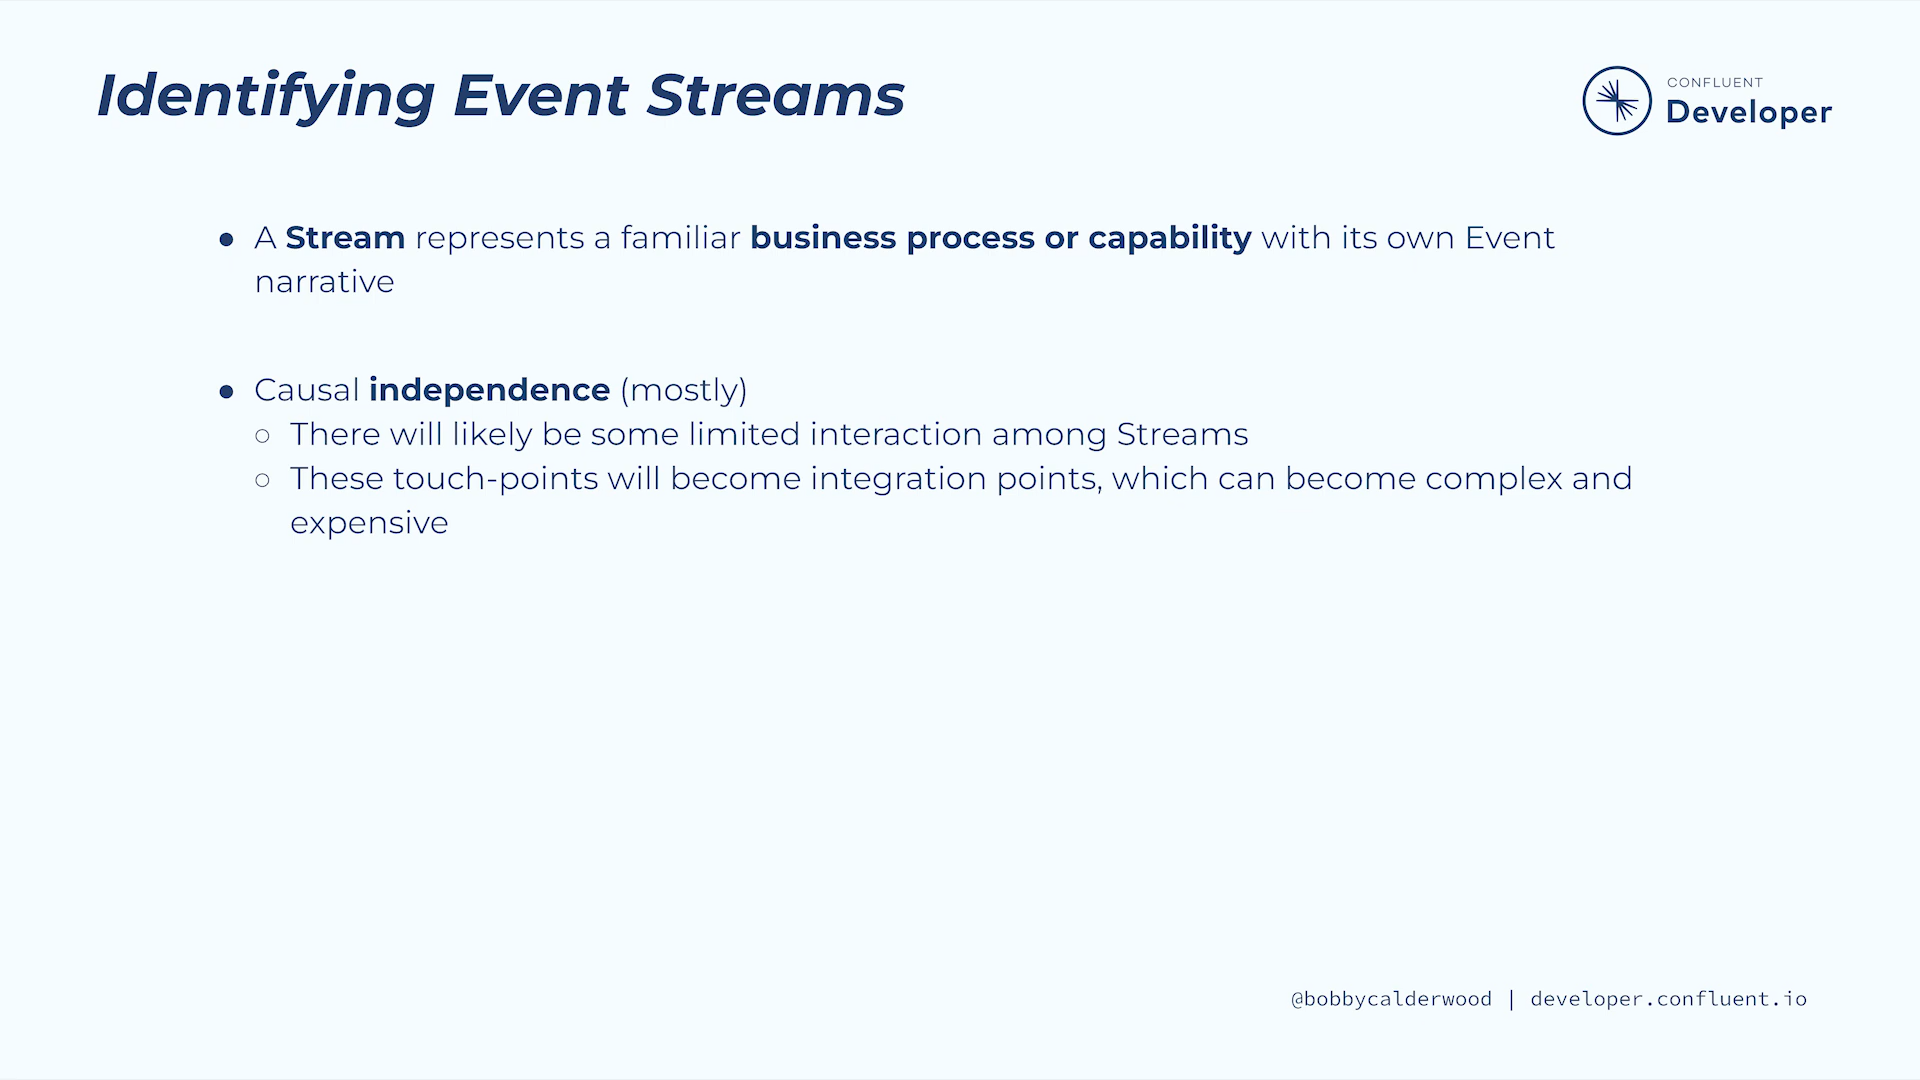 Identifying Event Streams
CONFLUENT
Developer
● A Stream represents a familiar business process or capability with its own Event
narrative
● Causal independence (mostly)
○ There will likely be some limited interaction among Streams
○ These touch-points will become integration points, which can become complex and
expensive
@bobbycalderwood | developer.confluent.io